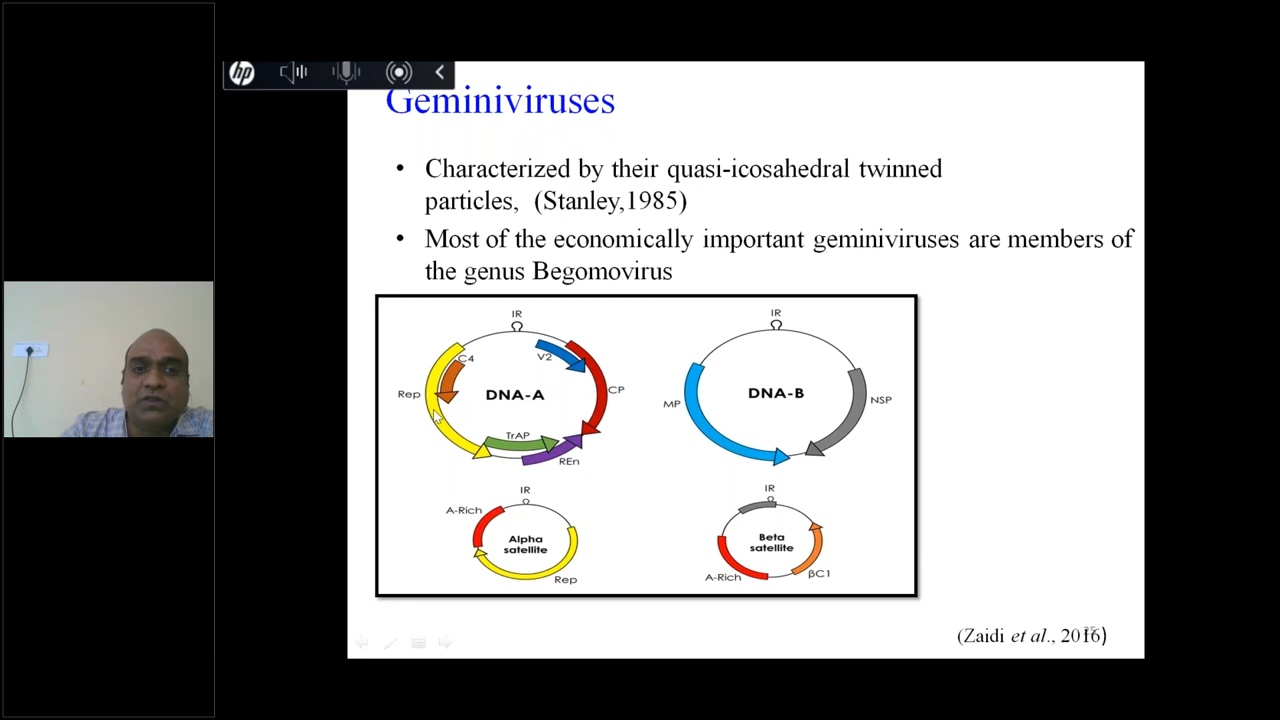 hp
Geminiviruses
• Characterized by their quasi-icosahedral twinned
particles, (Stanley,1985)
• Most of the economically important geminiviruses are members of
the genus Begomovirus
IR
C4
V2
Rep
DNA-A
CP
TrAP
REn
IR
MP
DNA-B
NSP
IR
A-Rich
Alpha
satellite
Rep
IR
Beta
satellite
A-Rich
βC1
(Zaidi et al., 2016)